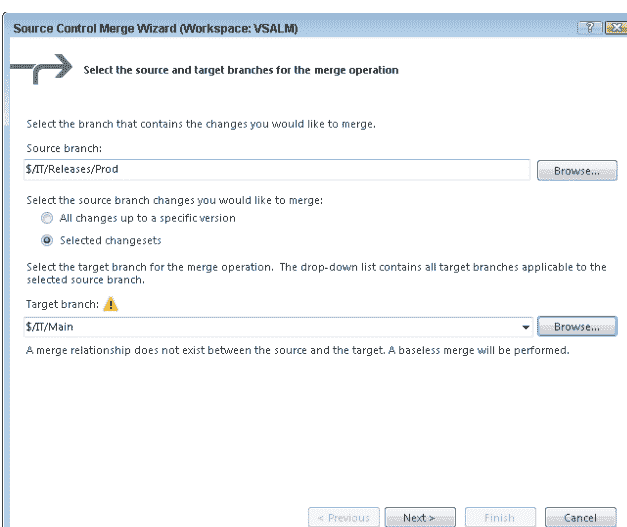 Source Control Merge Wizard (Workspace: VSALM)
Select the source and target branches for the merge operation
Select the branch that contains the changes you would like to merge.
Source branch:
$/IT/Releases/Prod
Browse...
Select the source branch changes you would like to merge:
All changes up to a specific version
Selected changesets
Select the target branch for the merge operation. The drop-down list contains all target branches applicable to the
selected source branch.
Target branch:
$/IT/Main
Browse...
A merge relationship does not exist between the source and the target. A baseless merge will be performed.
< Previous Next > Finish Cancel